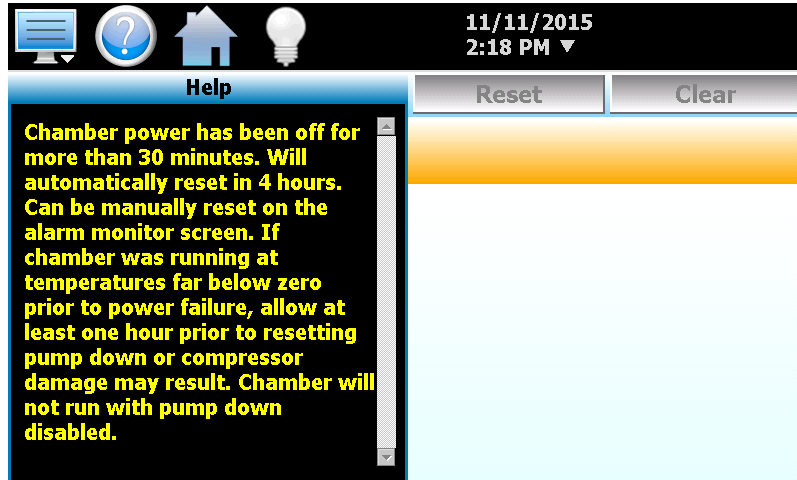 11/11/2015
2:18 PM ▼
Help
Reset
Clear
Chamber power has been off for
more than 30 minutes. Will
automatically reset in 4 hours.
Can be manually reset on the
alarm monitor screen. If
chamber was running at
temperatures far below zero
prior to power failure, allow at
least one hour prior to resetting
pump down or compressor
damage may result. Chamber will
not run with pump down
disabled.